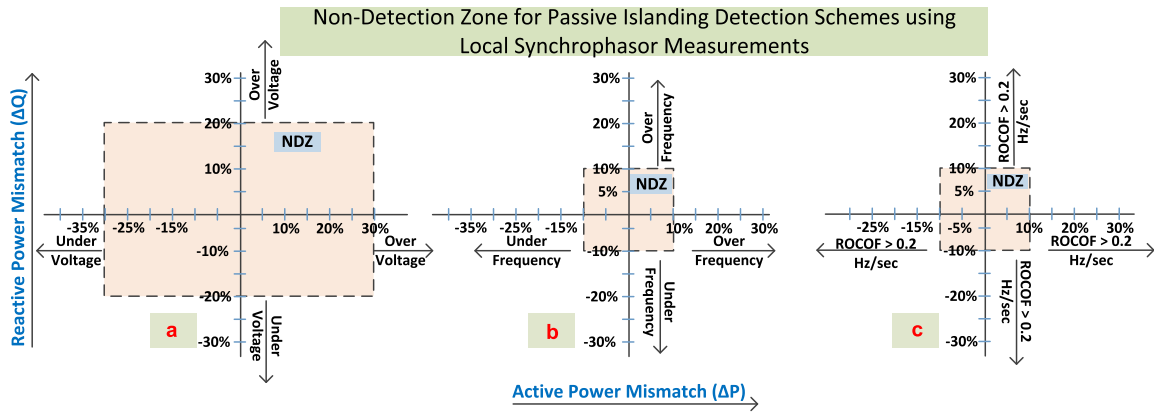 Non-Detection Zone for Passive Islanding Detection Schemes using
Local Synchrophasor Measurements
Reactive Power Mismatch (ΔQ)
Over
Voltage
30%
20%
NDZ
10%
-35%
-25%
-15%
10%
20%
30%
Under
Voltage
Over
Voltage
-10%
-20%
-30%
Under
Voltage
a
30%
Over
Frequency
20%
10%
NDZ
5%
-35%
-25%
-15%
10%
20%
30%
Under
Frequency
Over
Frequency
-10%
-20%
-30%
Under
Frequency
b
30%
ROCOF > 0.2
Hz/sec
20%
10%
NDZ
5%
-25%
-15%
-5%
10%
20%
30%
ROCOF > 0.2
Hz/sec
ROCOF > 0.2
Hz/sec
-10%
-20%
-30%
ROCOF > 0.2
Hz/sec
c
Active Power Mismatch (ΔP)